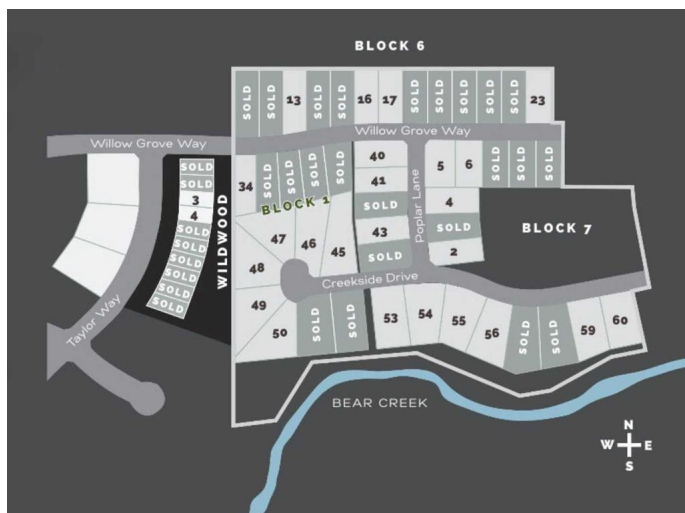 BLOCK 6
SOLD SOLD 13 SOLD SOLD 16 17 SOLD SOLD SOLD SOLD SOLD 23
Willow Grove Way
Willow Grove Way
SOLD
SOLD
3
4
SOLD
SOLD
SOLD
SOLD
SOLD
SOLD
WILDWOOD
34 SOLD SOLD SOLD SOLD
BLOCK 1
40
41
SOLD
43
SOLD
Poplar Lane
5 6 SOLD SOLD SOLD
4
SOLD
2
BLOCK 7
47 46 45
48
49
50 SOLD SOLD
Creekside Drive
53 54 55 56 SOLD SOLD 59 60
Taylor Way
BEAR CREEK
N
W E
S